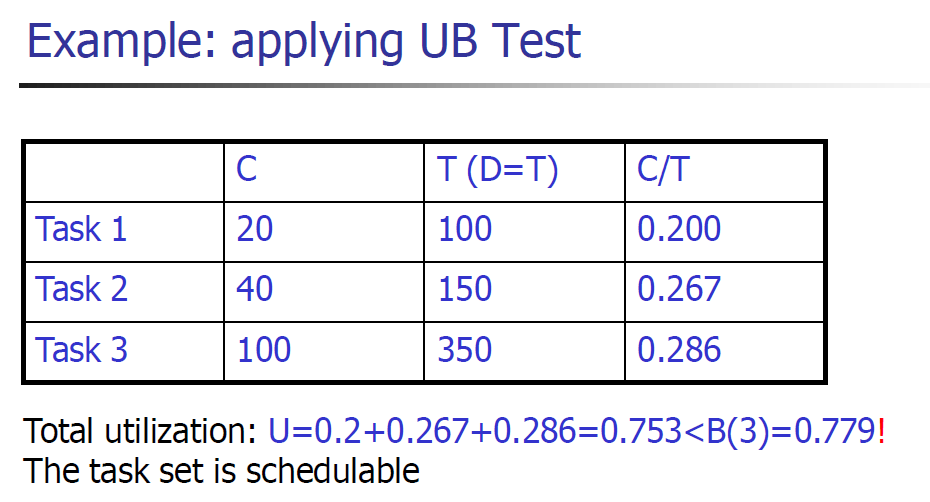 Example: applying UB Test
C T (D=T) C/T
Task 1 20 100 0.200
Task 2 40 150 0.267
Task 3 100 350 0.286
Total utilization: U=0.2+0.267+0.286=0.753<B(3)=0.779!
The task set is schedulable